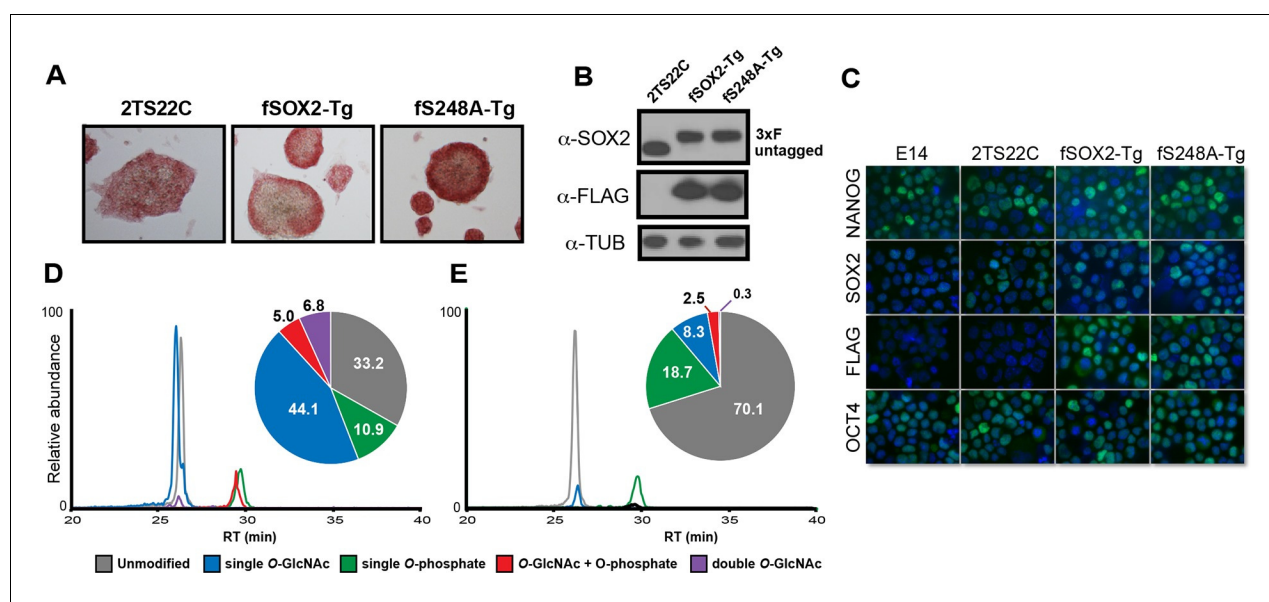 A
2TS22C fSOX2-Tg fS248A-Tg
B
2TS22C fSOX2-Tg fS248A-Tg
α-SOX2
3xF
untagged
α-FLAG
α-TUB
C
E14 2TS22C fSOX2-Tg fS248A-Tg
NANOG
SOX2
FLAG
OCT4
D
Relative abundance
100
0
20 25 30 35 40
RT (min)
5.0 6.8
33.2
44.1
10.9
E
100
0
20 25 30 35 40
RT (min)
2.5 0.3
8.3
18.7
70.1
Unmodified single O-GlcNAc single O-phosphate O-GlcNAc + O-phosphate double O-GlcNAc